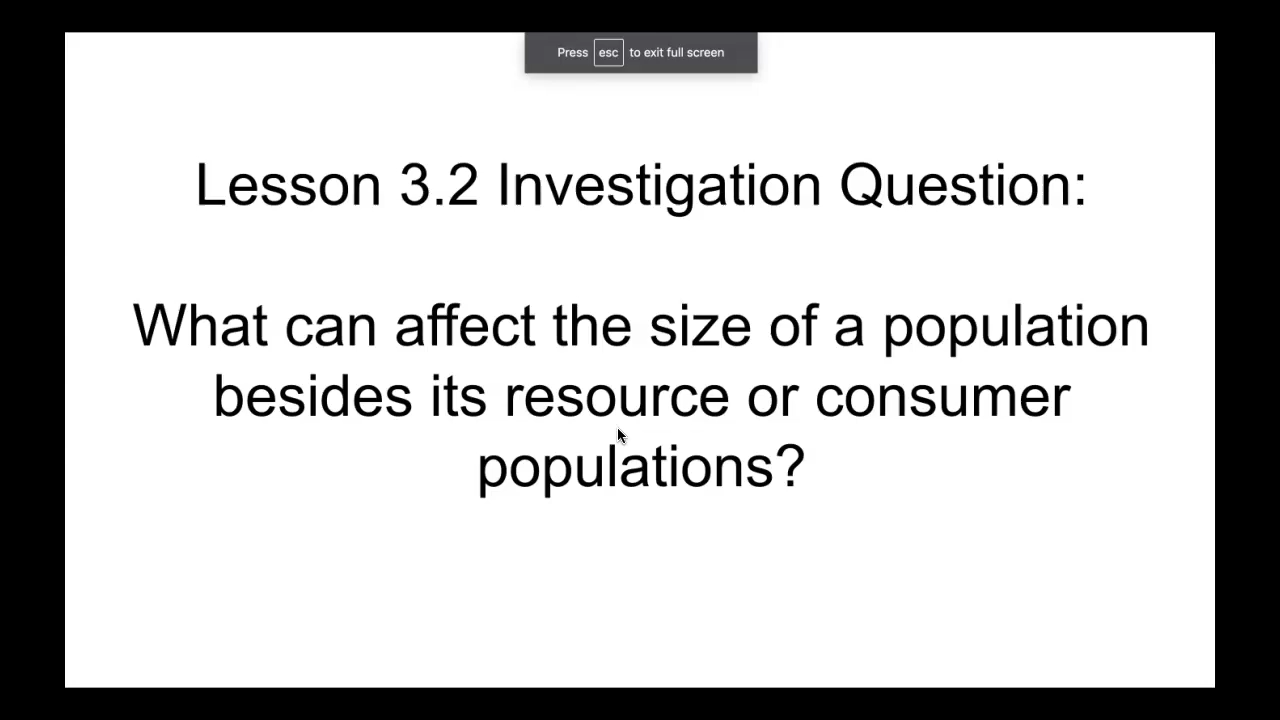 Press esc to exit full screen
Lesson 3.2 Investigation Question:
What can affect the size of a population
besides its resource or consumer
populations?